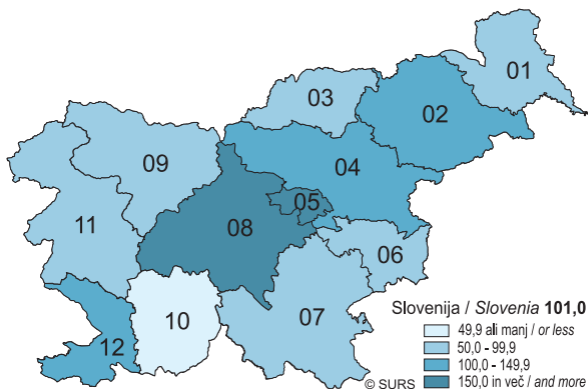 01
03
02
09
04
05
11
08
06
07
10
12
Slovenija / Slovenia 101,0
49,9 ali manj / or less
50,0 - 99,9
100,0 - 149,9
150,0 in več / and more
© SURS